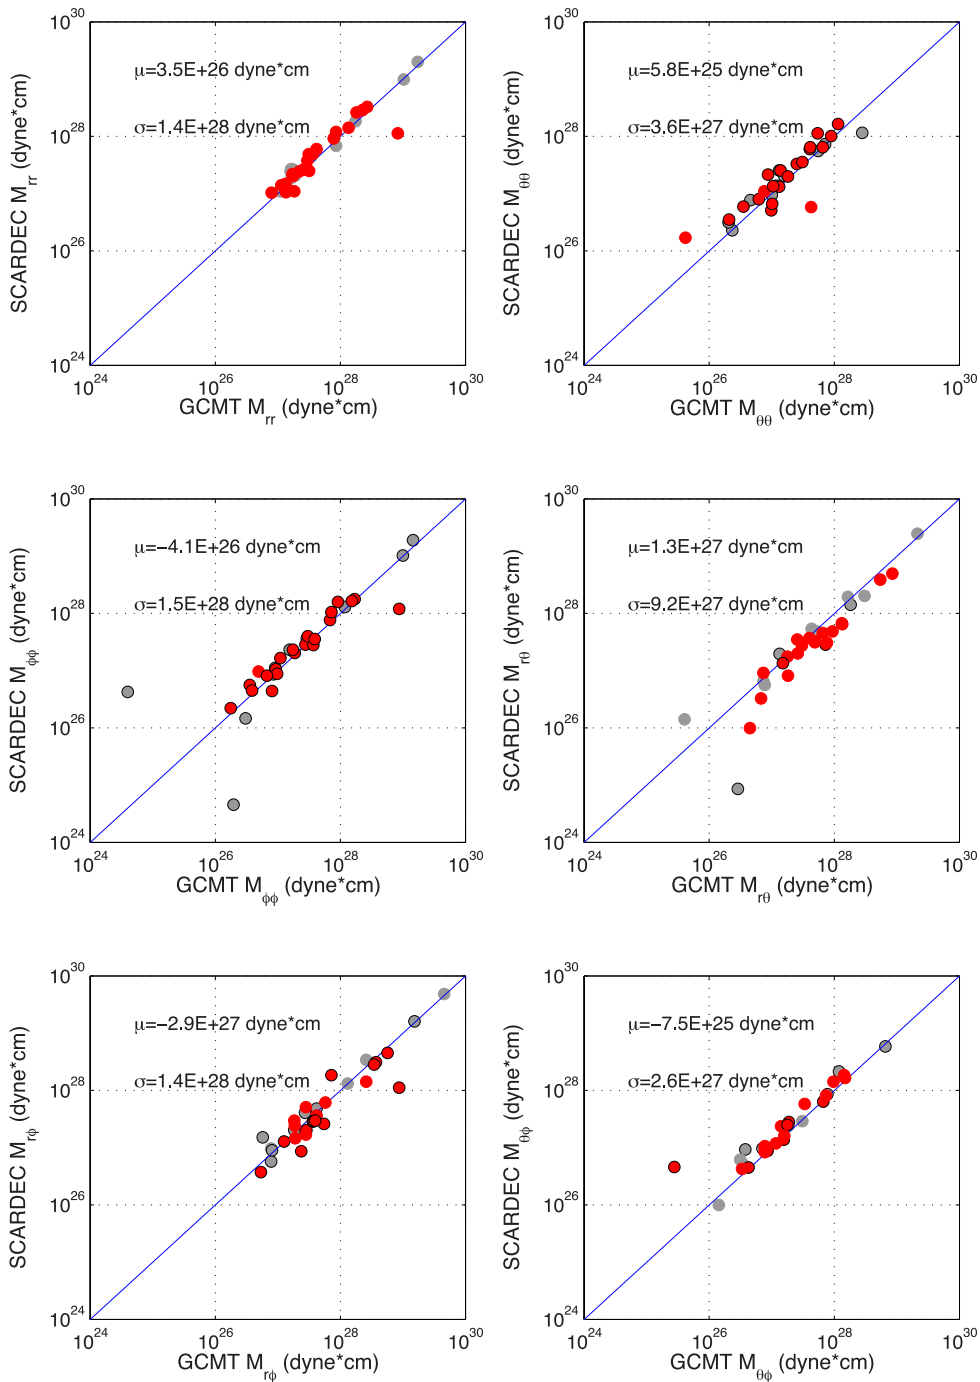 10^30
μ=3.5E+26 dyne*cm
σ=1.4E+28 dyne*cm
10^28
10^26
10^24
SCARDEC M_rr (dyne*cm)
10^24 10^26 10^28 10^30
GCMT M_rr (dyne*cm)
10^30
μ=5.8E+25 dyne*cm
σ=3.6E+27 dyne*cm
10^28
10^26
10^24
SCARDEC M_θθ (dyne*cm)
10^24 10^26 10^28 10^30
GCMT M_θθ (dyne*cm)
10^30
μ=−4.1E+26 dyne*cm
σ=1.5E+28 dyne*cm
10^28
10^26
10^24
SCARDEC M_ϕϕ (dyne*cm)
10^24 10^26 10^28 10^30
GCMT M_ϕϕ (dyne*cm)
10^30
μ=1.3E+27 dyne*cm
σ=9.2E+27 dyne*cm
10^28
10^26
10^24
SCARDEC M_rθ (dyne*cm)
10^24 10^26 10^28 10^30
GCMT M_rθ (dyne*cm)
10^30
μ=−2.9E+27 dyne*cm
σ=1.4E+28 dyne*cm
10^28
10^26
10^24
SCARDEC M_rϕ (dyne*cm)
10^24 10^26 10^28 10^30
GCMT M_rϕ (dyne*cm)
10^30
μ=−7.5E+25 dyne*cm
σ=2.6E+27 dyne*cm
10^28
10^26
10^24
SCARDEC M_θϕ (dyne*cm)
10^24 10^26 10^28 10^30
GCMT M_θϕ (dyne*cm)